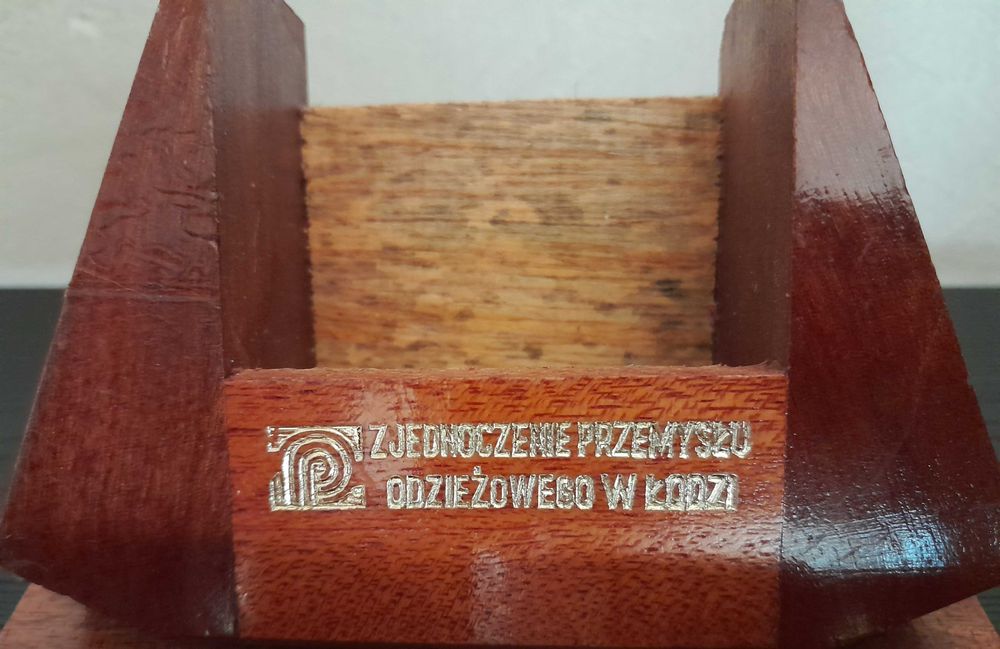 ZJEDNOCZENIE PRZEMYSŁU
ODZIEŻOWEGO W ŁODZI